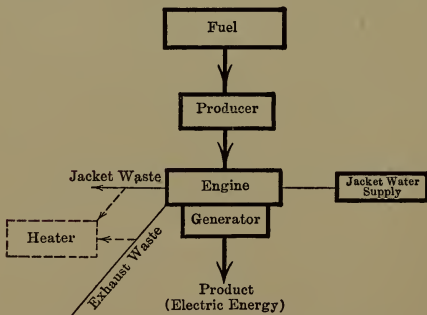 Fuel
Producer
Jacket Waste
Engine
Jacket Water
Supply
Generator
Heater
Exhaust Waste
Product
(Electric Energy)